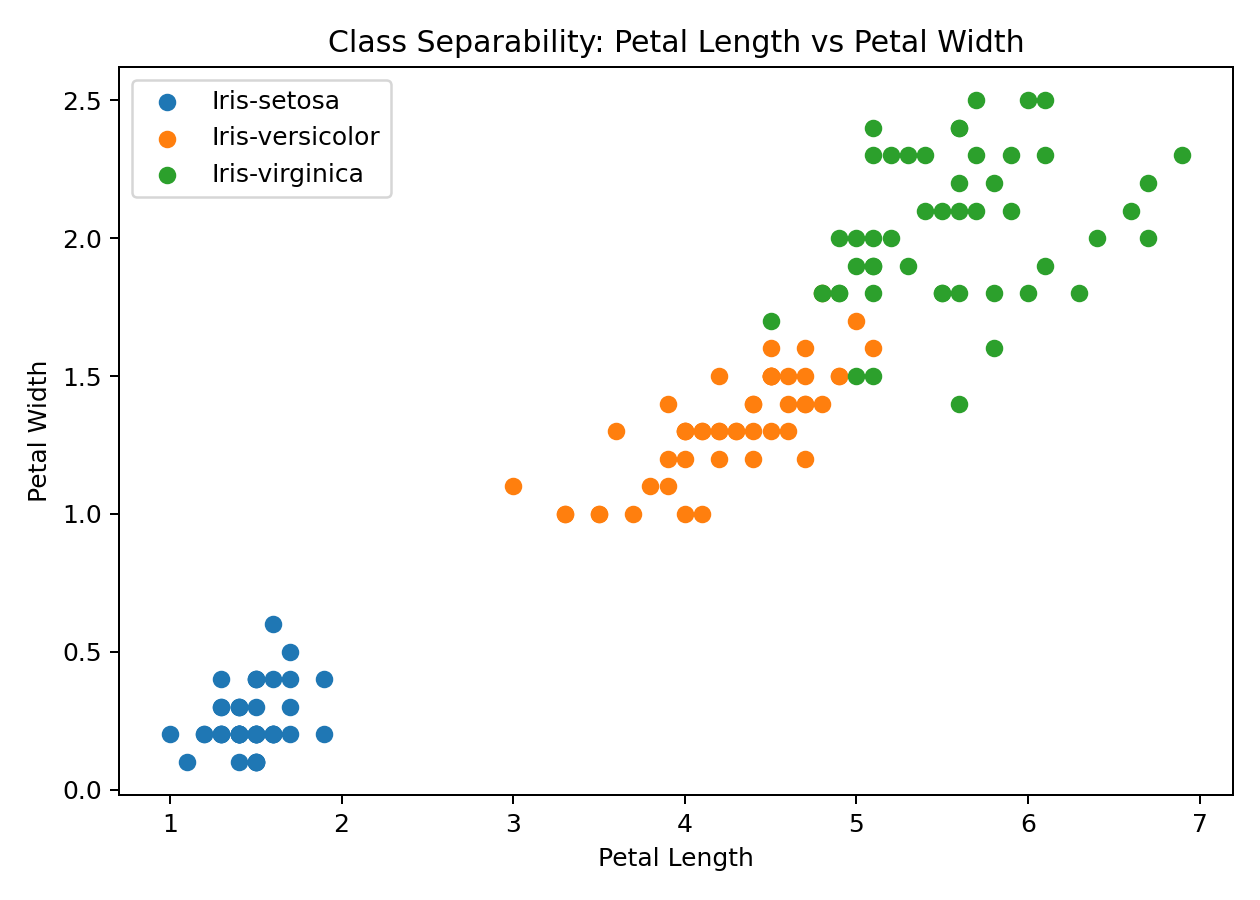 Class Separability: Petal Length vs Petal Width
Iris-setosa
Iris-versicolor
Iris-virginica
2.5
2.0
1.5
1.0
0.5
0.0
Petal Width
1 2 3 4 5 6 7
Petal Length